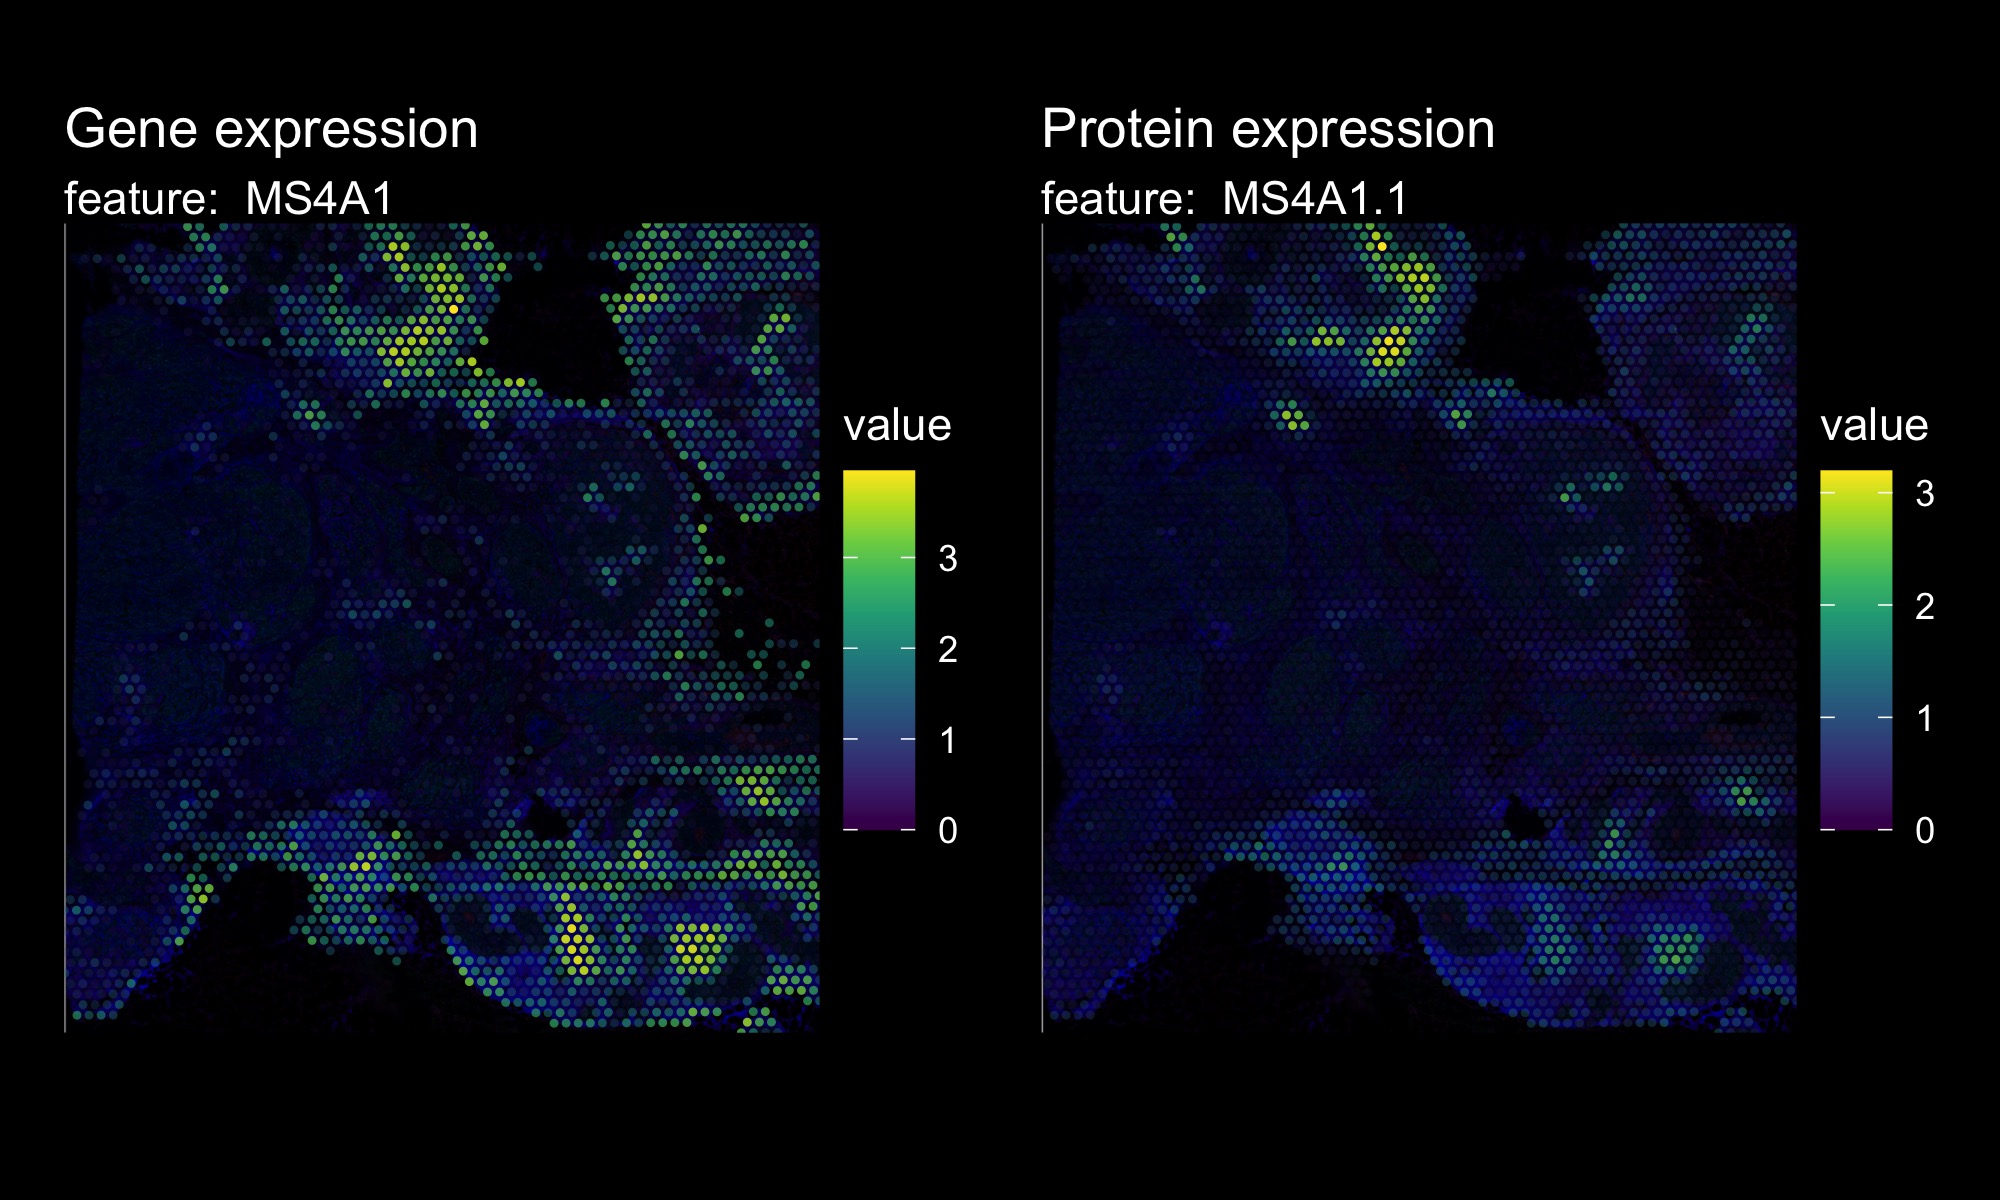 Gene expression
feature:  MS4A1
value
3
2
1
0
Protein expression
feature:  MS4A1.1
value
3
2
1
0